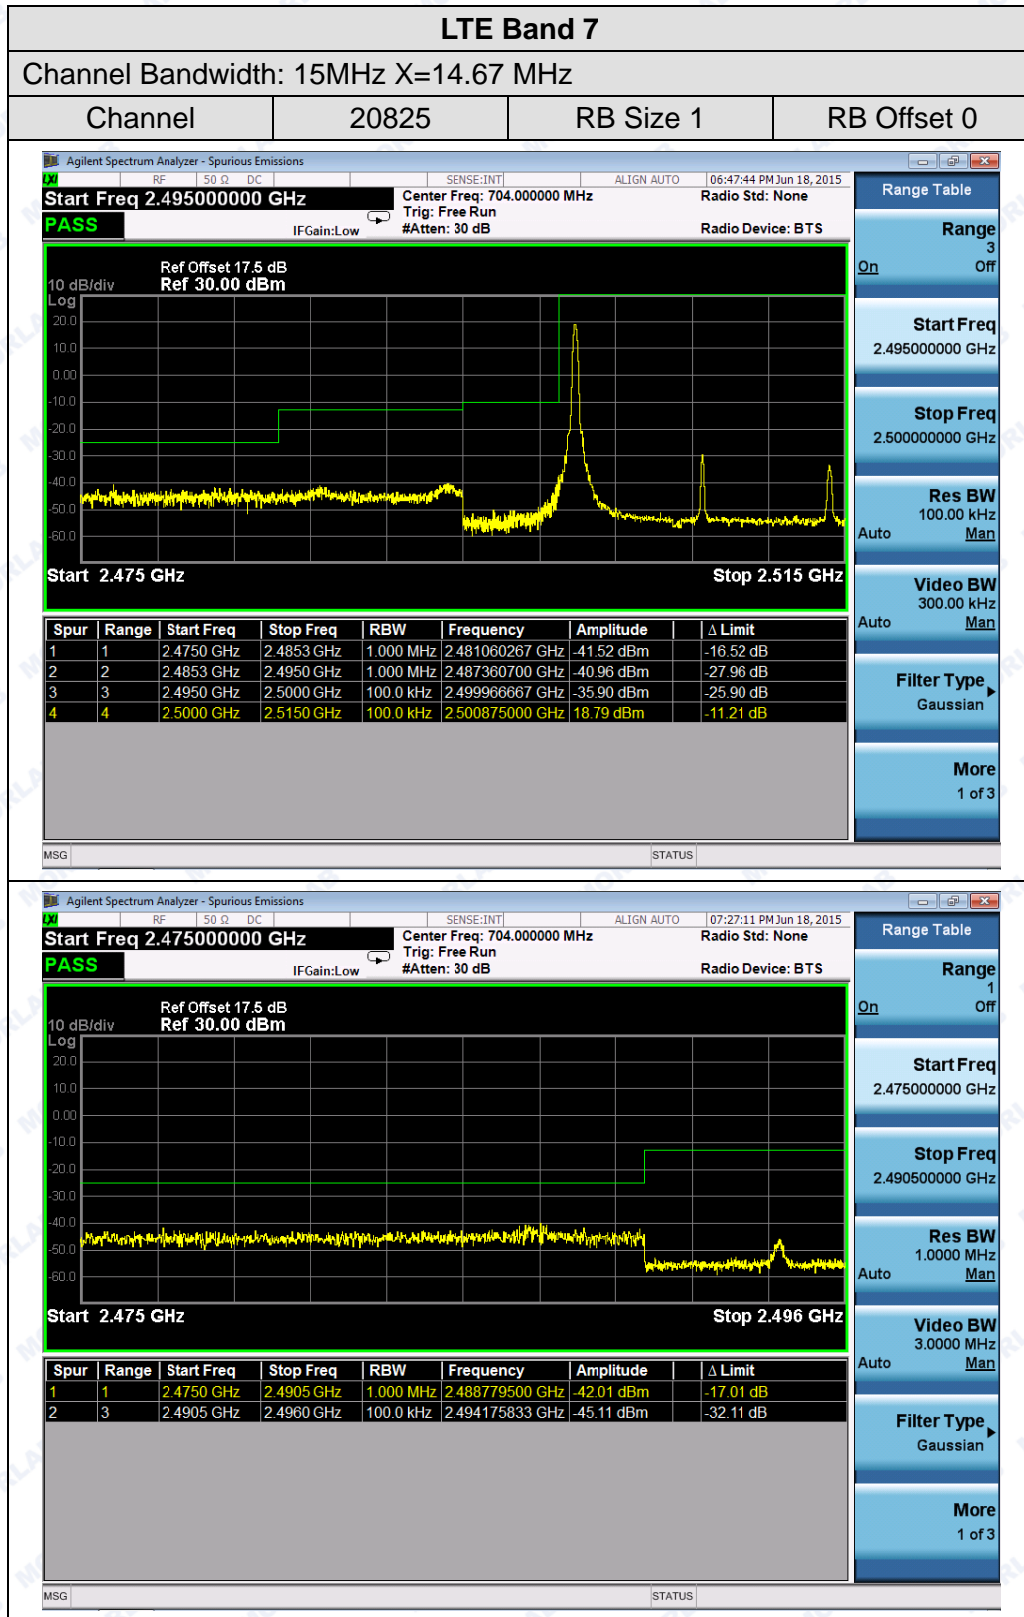 LTE Band 7
Channel Bandwidth: 15MHz X=14.67 MHz
Channel 20825 RB Size 1 RB Offset 0
Agilent Spectrum Analyzer - Spurious Emissions
LXI RF 50 Ω DC SENSE:INT ALIGN AUTO 06:47:44 PM Jun 18, 2015
Start Freq 2.495000000 GHz Center Freq: 704.000000 MHz Radio Std: None
Trig: Free Run
PASS IFGain:Low #Atten: 30 dB Radio Device: BTS
Ref Offset 17.5 dB
10 dB/div Ref 30.00 dBm
Log
20.0
10.0
0.00
-10.0
-20.0
-30.0
-40.0
-50.0
-60.0
Start 2.475 GHz Stop 2.515 GHz
Spur Range Start Freq Stop Freq RBW Frequency Amplitude Δ Limit
1 1 2.4750 GHz 2.4853 GHz 1.000 MHz 2.481060267 GHz -41.52 dBm -16.52 dB
2 2 2.4853 GHz 2.4950 GHz 1.000 MHz 2.487360700 GHz -40.96 dBm -27.96 dB
3 3 2.4950 GHz 2.5000 GHz 100.0 kHz 2.499966667 GHz -35.90 dBm -25.90 dB
4 4 2.5000 GHz 2.5150 GHz 100.0 kHz 2.500875000 GHz 18.79 dBm -11.21 dB
MSG STATUS
Range Table
Range
3
On Off
Start Freq
2.495000000 GHz
Stop Freq
2.500000000 GHz
Res BW
100.00 kHz
Auto Man
Video BW
300.00 kHz
Auto Man
Filter Type
Gaussian
More
1 of 3
Agilent Spectrum Analyzer - Spurious Emissions
LXI RF 50 Ω DC SENSE:INT ALIGN AUTO 07:27:11 PM Jun 18, 2015
Start Freq 2.475000000 GHz Center Freq: 704.000000 MHz Radio Std: None
Trig: Free Run
PASS IFGain:Low #Atten: 30 dB Radio Device: BTS
Ref Offset 17.5 dB
10 dB/div Ref 30.00 dBm
Log
20.0
10.0
0.00
-10.0
-20.0
-30.0
-40.0
-50.0
-60.0
Start 2.475 GHz Stop 2.496 GHz
Spur Range Start Freq Stop Freq RBW Frequency Amplitude Δ Limit
1 1 2.4750 GHz 2.4905 GHz 1.000 MHz 2.488779500 GHz -42.01 dBm -17.01 dB
2 3 2.4905 GHz 2.4960 GHz 100.0 kHz 2.494175833 GHz -45.11 dBm -32.11 dB
MSG STATUS
Range Table
Range
1
On Off
Start Freq
2.475000000 GHz
Stop Freq
2.490500000 GHz
Res BW
1.0000 MHz
Auto Man
Video BW
3.0000 MHz
Auto Man
Filter Type
Gaussian
More
1 of 3